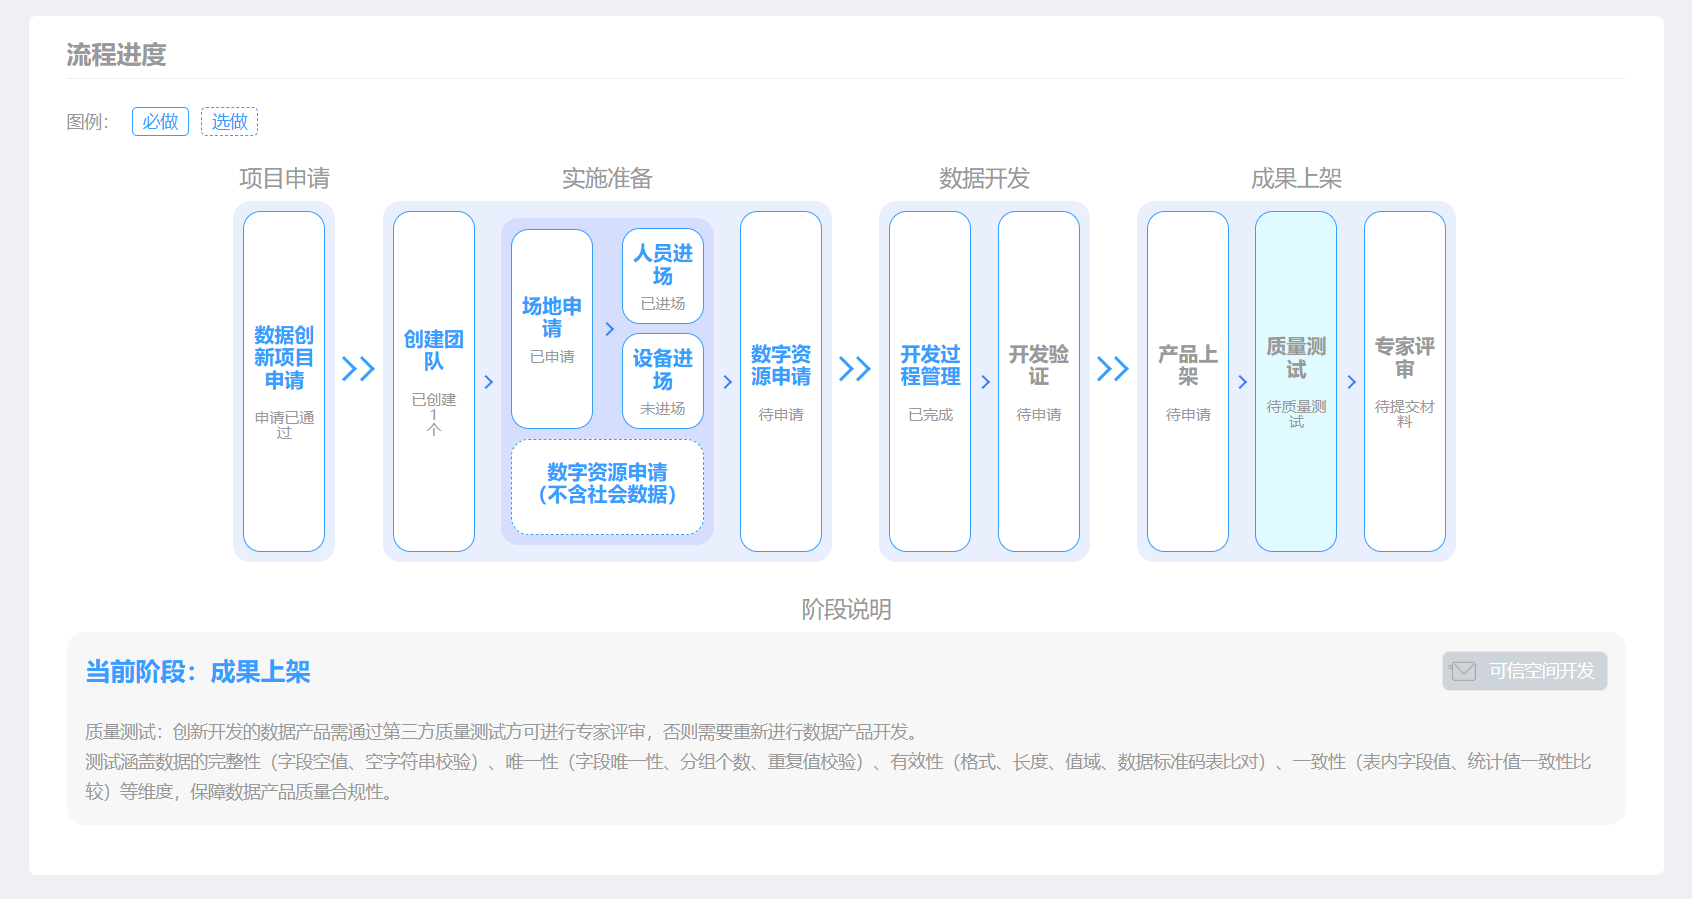 流程进度
图例：
必做
选做
项目申请
数据创
新项目
申请
申请已通
过
实施准备
创建团
队
已创建
1
个
场地申
请
已申请
人员进
场
已进场
设备进
场
未进场
数字资源申请
（不含社会数据）
数字资
源申请
待申请
数据开发
开发过
程管理
已完成
开发验
证
待申请
成果上架
产品上
架
待申请
质量测
试
待质量测
试
专家评
审
待提交材
料
阶段说明
当前阶段：成果上架
可信空间开发
质量测试：创新开发的数据产品需通过第三方质量测试方可进行专家评审，否则需要重新进行数据产品开发。
测试涵盖数据的完整性（字段空值、空字符串校验）、唯一性（字段唯一性、分组个数、重复值校验）、有效性（格式、长度、值域、数据标准码表比对）、一致性（表内字段值、统计值一致性比
较）等维度，保障数据产品质量合规性。